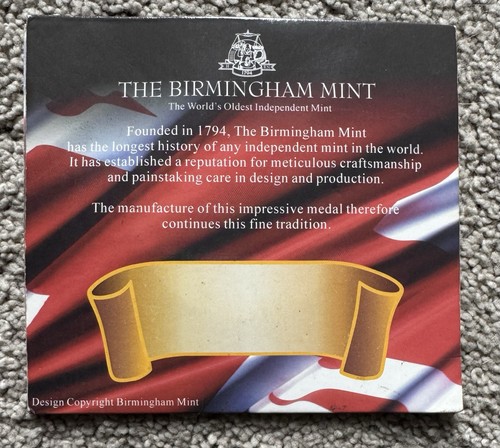 1794
THE BIRMINGHAM MINT
The World's Oldest Independent Mint
Founded in 1794, The Birmingham Mint
has the longest history of any independent mint in the world.
It has established a reputation for meticulous craftsmanship
and painstaking care in design and production.
The manufacture of this impressive medal therefore
continues this fine tradition.
Design Copyright Birmingham Mint